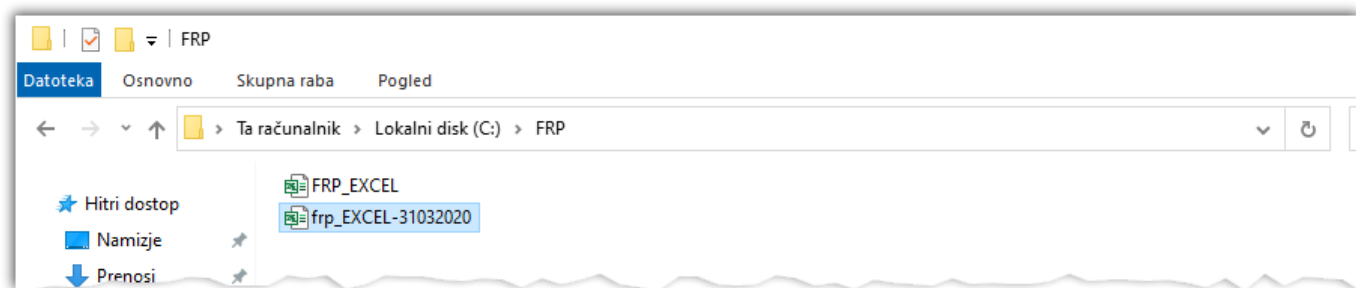 FRP
Datoteka Osnovno Skupna raba Pogled
Ta računalnik Lokalni disk (C:) FRP
Hitri dostop
Namizje
Prenosi
FRP_EXCEL
frp_EXCEL-31032020